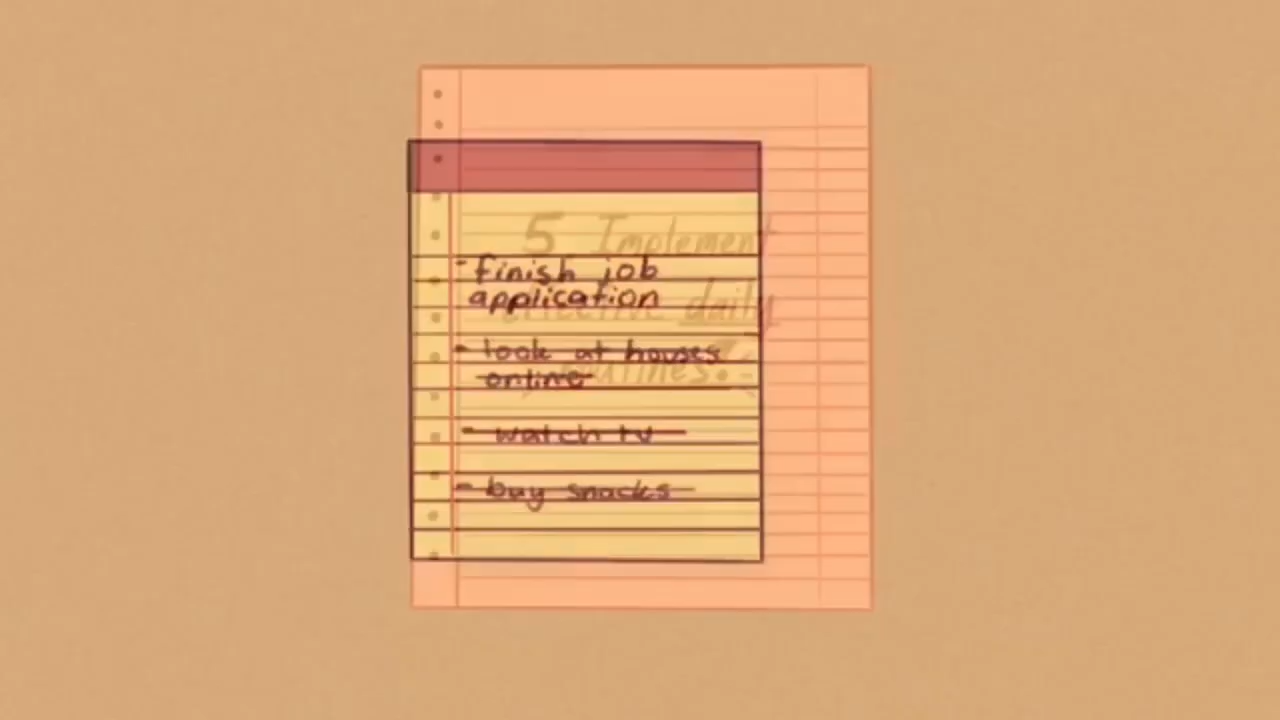 5 Implement
effective daily
routines.
- finish job
application
- look at houses
online
- watch tv
- buy snacks